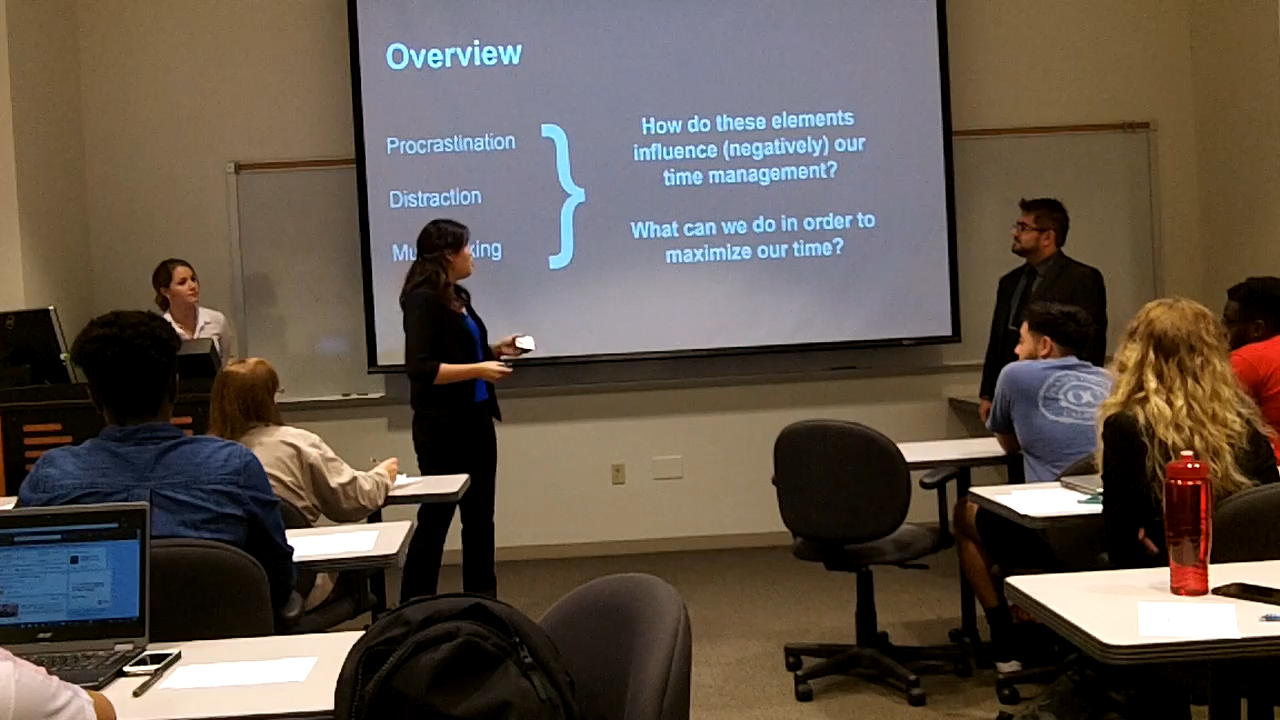 Overview
Procrastination
Distraction
How do these elements
influence (negatively) our
time management?
What can we do in order to
maximize our time?
acer